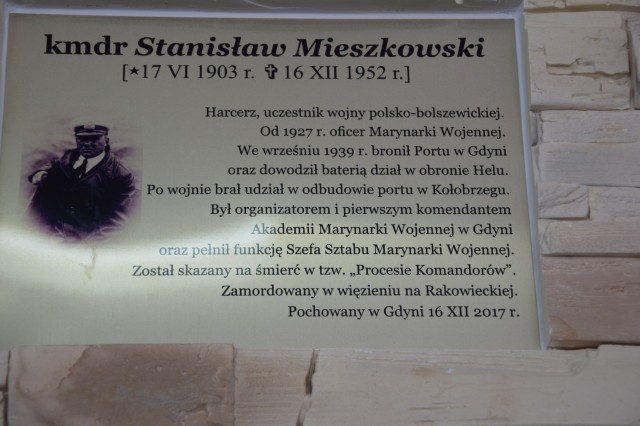 kmdr Stanisław Mieszkowski
[★17 VI 1903 r. ✞ 16 XII 1952 r.]
Harcerz, uczestnik wojny polsko-bolszewickiej.
Od 1927 r. oficer Marynarki Wojennej.
We wrześniu 1939 r. bronił Portu w Gdyni
oraz dowodził baterią dział w obronie Helu.
Po wojnie brał udział w odbudowie portu w Kołobrzegu.
Był organizatorem i pierwszym komendantem
Akademii Marynarki Wojennej w Gdyni
oraz pełnił funkcję Szefa Sztabu Marynarki Wojennej.
Został skazany na śmierć w tzw. „Procesie Komandorów”.
Zamordowany w więzieniu na Rakowieckiej.
Pochowany w Gdyni 16 XII 2017 r.